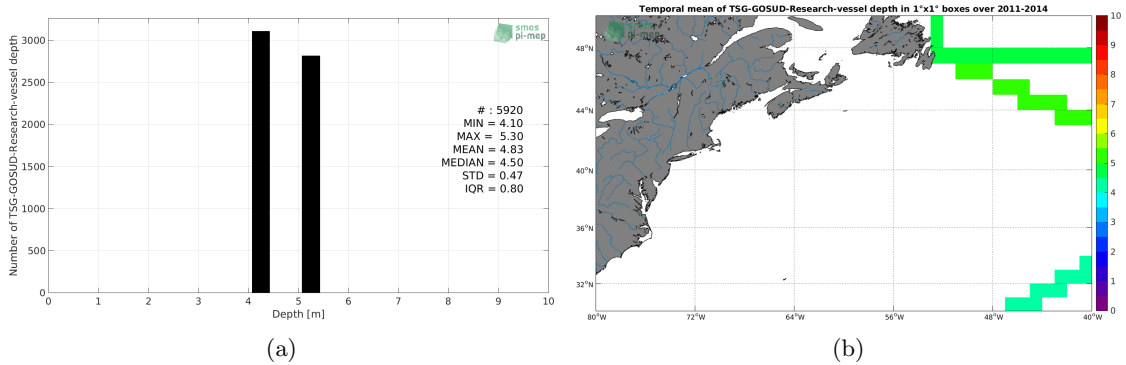 smos
pi-mep
3000
2500
2000
1500
1000
500
0
Number of TSG-GOSUD-Research-vessel depth
# : 5920
MIN = 4.10
MAX = 5.30
MEAN = 4.83
MEDIAN = 4.50
STD = 0.47
IQR = 0.80
0 1 2 3 4 5 6 7 8 9 10
Depth [m]
(a)
Temporal mean of TSG-GOSUD-Research-vessel depth in 1°x1° boxes over 2011-2014
smos
pi-mep
48°N
44°N
40°N
36°N
32°N
80°W 72°W 64°W 56°W 48°W 40°W
10
9
8
7
6
5
4
3
2
1
0
(b)